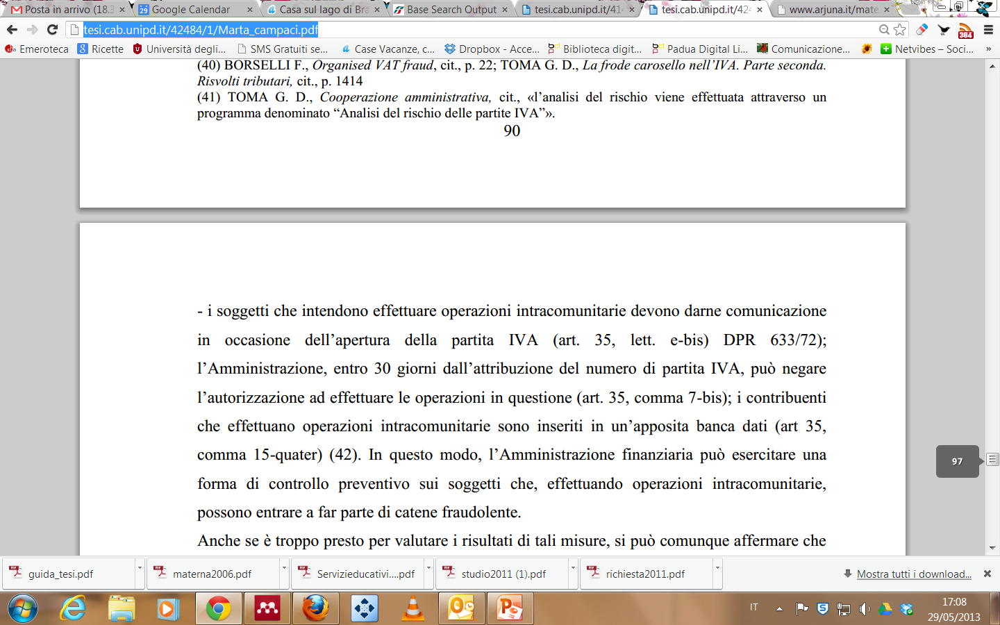 Posta in arrivo (18.3
Google Calendar
Casa sul lago di Bra
Base Search Output
tesi.cab.unipd.it/414
tesi.cab.unipd.it/424
www.arjuna.it/mate
tesi.cab.unipd.it/42484/1/Marta_campaci.pdf
384
Emeroteca
Ricette
Università degli...
SMS Gratuiti se...
Case Vacanze, c...
Dropbox - Acce...
Biblioteca digit...
Padua Digital Li...
Comunicazione...
Netvibes – Soci...
»
(40) BORSELLI F., Organised VAT fraud, cit., p. 22; TOMA G. D., La frode carosello nell’IVA. Parte seconda.
Risvolti tributari, cit., p. 1414
(41) TOMA G. D., Cooperazione amministrativa, cit., «l’analisi del rischio viene effettuata attraverso un
programma denominato “Analisi del rischio delle partite IVA”».
90
- i soggetti che intendono effettuare operazioni intracomunitarie devono darne comunicazione
in occasione dell’apertura della partita IVA (art. 35, lett. e-bis) DPR 633/72);
l’Amministrazione, entro 30 giorni dall’attribuzione del numero di partita IVA, può negare
l’autorizzazione ad effettuare le operazioni in questione (art. 35, comma 7-bis); i contribuenti
che effettuano operazioni intracomunitarie sono inseriti in un’apposita banca dati (art 35,
comma 15-quater) (42). In questo modo, l’Amministrazione finanziaria può esercitare una
forma di controllo preventivo sui soggetti che, effettuando operazioni intracomunitarie,
possono entrare a far parte di catene fraudolente.
Anche se è troppo presto per valutare i risultati di tali misure, si può comunque affermare che
97
guida_tesi.pdf
materna2006.pdf
Servizieducativi....pdf
studio2011 (1).pdf
richiesta2011.pdf
Mostra tutti i download...
IT
17:08
29/05/2013